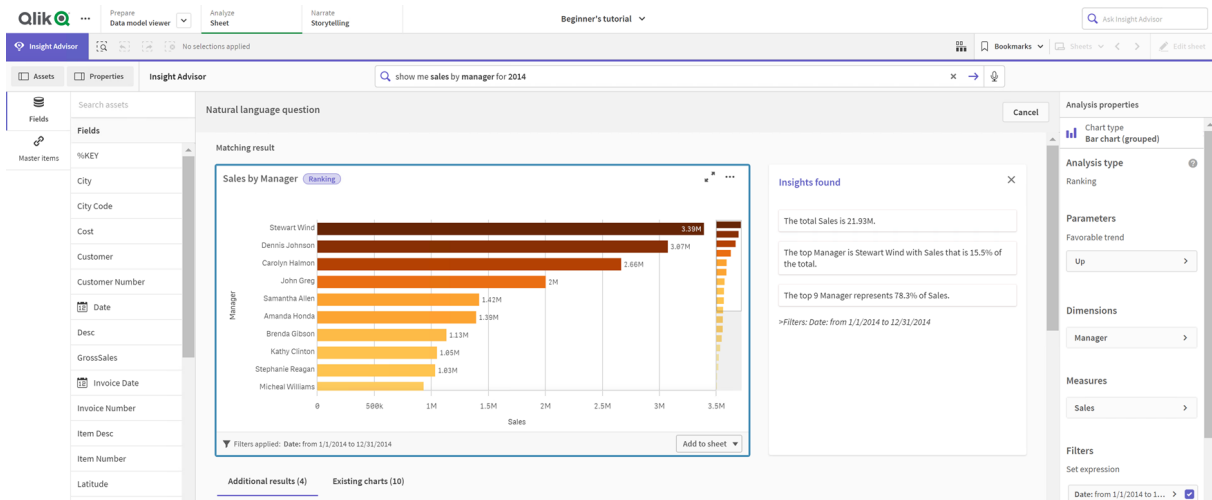 Qlik
Prepare
Data model viewer
Analyze
Sheet
Narrate
Storytelling
Beginner's tutorial
Ask Insight Advisor
Insight Advisor
No selections applied
Bookmarks
Sheets
Edit sheet
Assets
Properties
Insight Advisor
show me sales by manager for 2014
Fields
Master items
Search assets
Fields
%KEY
City
City Code
Cost
Customer
Customer Number
Date
Desc
GrossSales
Invoice Date
Invoice Number
Item Desc
Item Number
Latitude
Natural language question
Cancel
Matching result
Sales by Manager
Ranking
Manager
Stewart Wind 3.39M
Dennis Johnson 3.07M
Carolyn Halmon 2.66M
John Greg 2M
Samantha Allen 1.42M
Amanda Honda 1.39M
Brenda Gibson 1.13M
Kathy Clinton 1.05M
Stephanie Reagan 1.03M
Micheal Williams
0 500k 1M 1.5M 2M 2.5M 3M 3.5M
Sales
Filters applied: Date: from 1/1/2014 to 12/31/2014
Add to sheet
Additional results (4)
Existing charts (10)
Insights found
The total Sales is 21.93M.
The top Manager is Stewart Wind with Sales that is 15.5% of
the total.
The top 9 Manager represents 78.3% of Sales.
>Filters: Date: from 1/1/2014 to 12/31/2014
Analysis properties
Chart type
Bar chart (grouped)
Analysis type
Ranking
Parameters
Favorable trend
Up
Dimensions
Manager
Measures
Sales
Filters
Set expression
Date: from 1/1/2014 to 1...